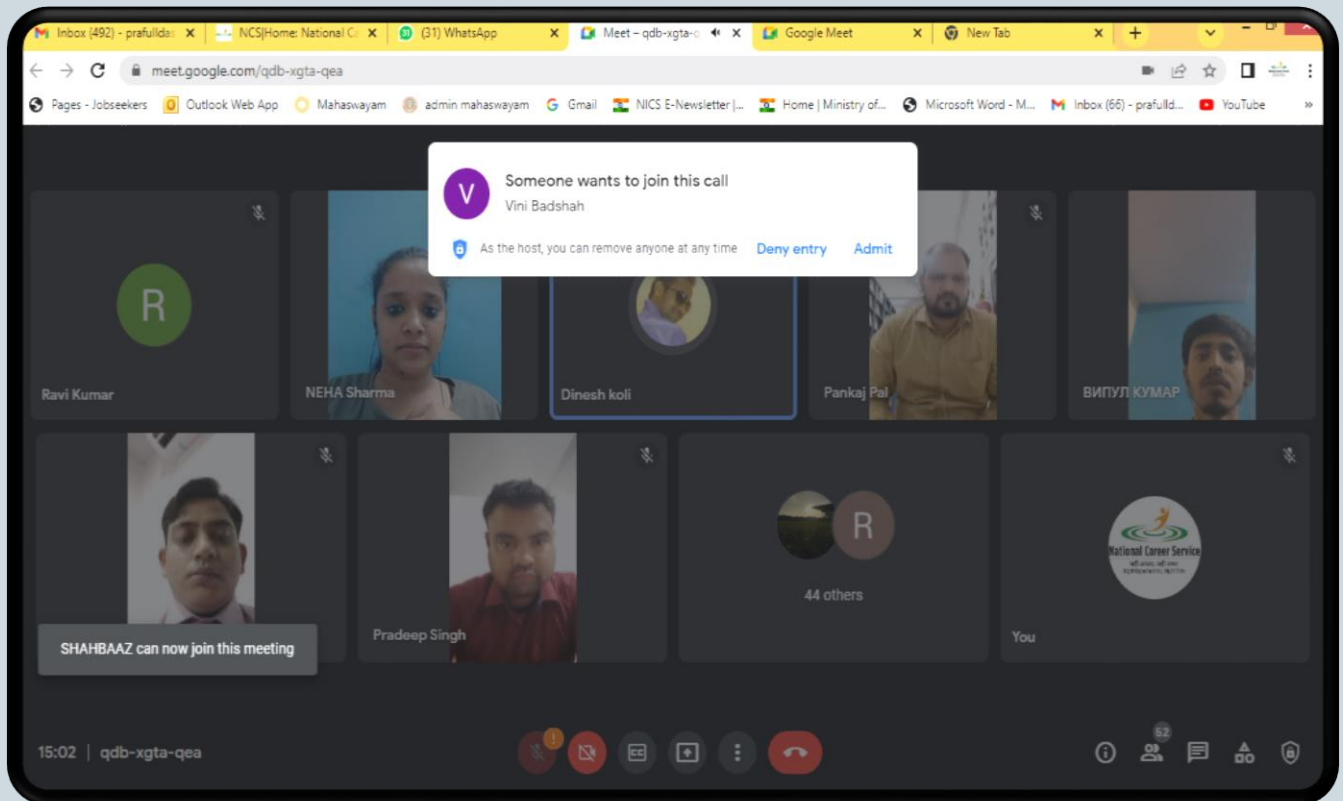 Inbox (492) - prafulldas
NCS|Home: National Ca
(31) WhatsApp
Meet – qdb-xgta-q
Google Meet
New Tab
meet.google.com/qdb-xgta-qea
Pages - Jobseekers
Outlook Web App
Mahaswayam
admin mahaswayam
Gmail
NICS E-Newsletter |...
Home | Ministry of...
Microsoft Word - M...
Inbox (66) - prafulld...
YouTube
Someone wants to join this call
V
Vini Badshah
As the host, you can remove anyone at any time
Deny entry
Admit
R
Ravi Kumar
NEHA Sharma
Dinesh koli
Pankaj Pal
ВИПУЛ КУМАР
SHAHBAAZ can now join this meeting
Pradeep Singh
R
44 others
National Career Service
You
15:02 | qdb-xgta-qea
52